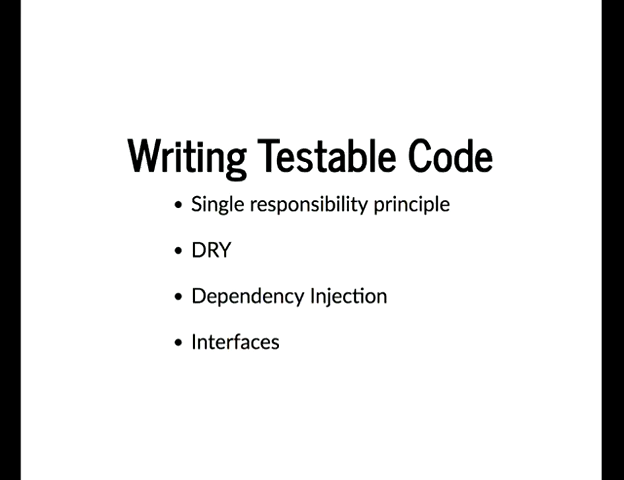 Writing Testable Code
• Single responsibility principle
• DRY
• Dependency Injection
• Interfaces